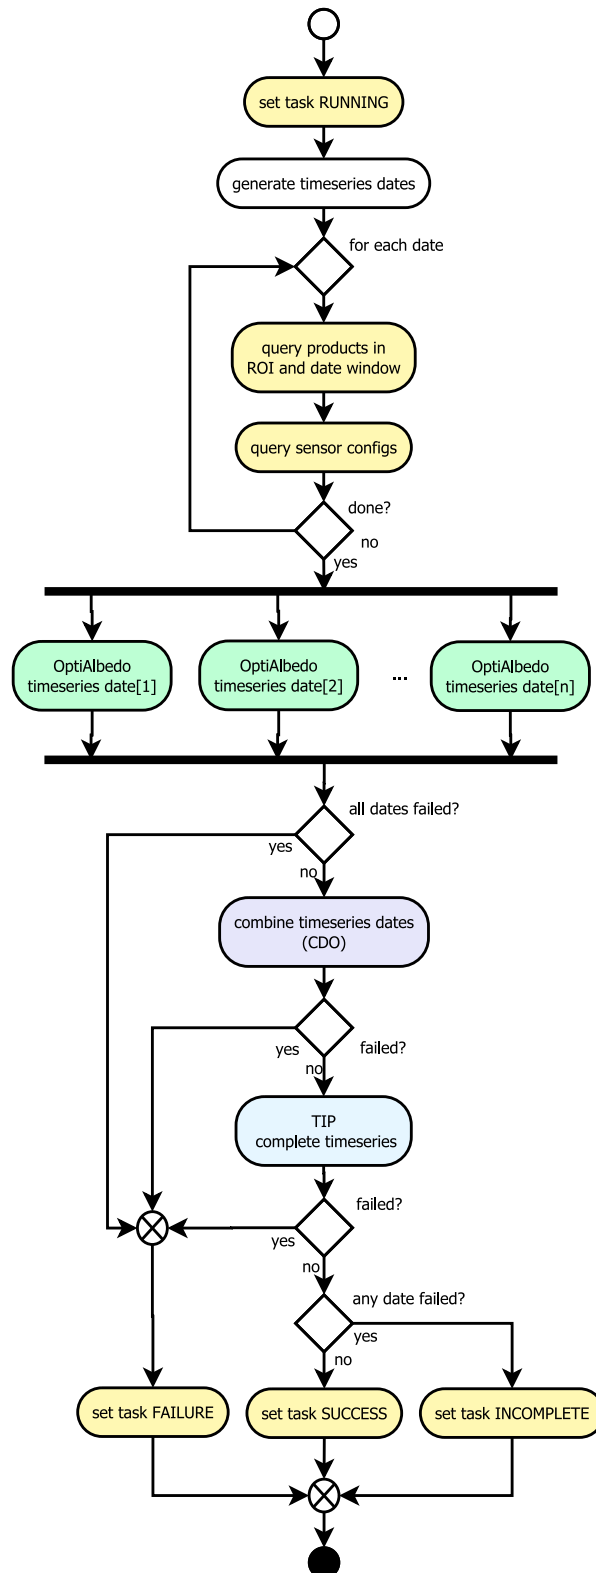 set task RUNNING
generate timeseries dates
for each date
query products in
ROI and date window
query sensor configs
done?
no
yes
OptiAlbedo
timeseries date[1]
OptiAlbedo
timeseries date[2]
...
OptiAlbedo
timeseries date[n]
all dates failed?
yes
no
combine timeseries dates
(CDO)
failed?
yes
no
TIP
complete timeseries
failed?
yes
no
any date failed?
yes
no
set task FAILURE
set task SUCCESS
set task INCOMPLETE